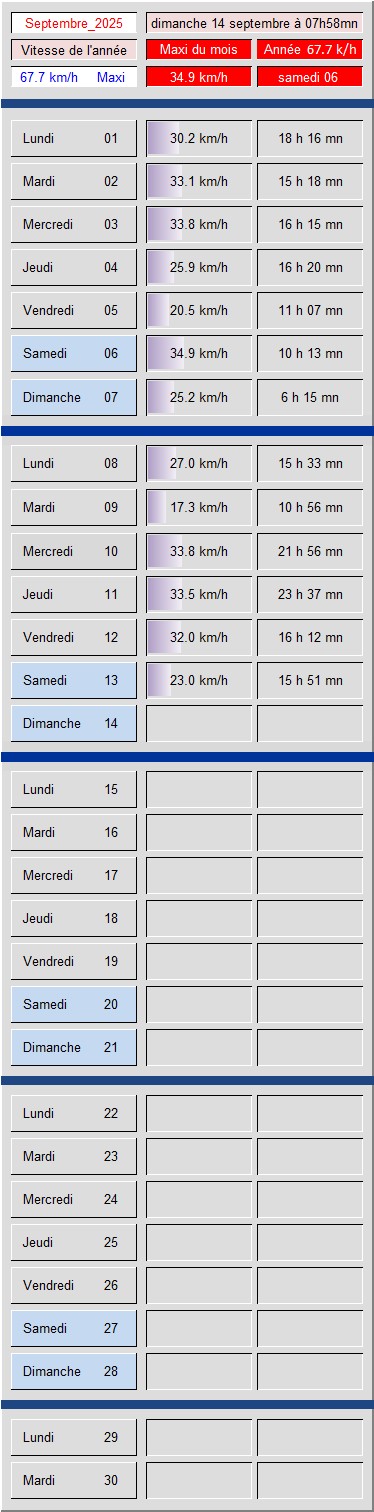 Septembre_2025 dimanche 14 septembre à 07h58mn
Vitesse de l'année Maxi du mois Année 67.7 k/h
67.7 km/h Maxi 34.9 km/h samedi 06
Lundi 01 30.2 km/h 18 h 16 mn
Mardi 02 33.1 km/h 15 h 18 mn
Mercredi 03 33.8 km/h 16 h 15 mn
Jeudi 04 25.9 km/h 16 h 20 mn
Vendredi 05 20.5 km/h 11 h 07 mn
Samedi 06 34.9 km/h 10 h 13 mn
Dimanche 07 25.2 km/h 6 h 15 mn
Lundi 08 27.0 km/h 15 h 33 mn
Mardi 09 17.3 km/h 10 h 56 mn
Mercredi 10 33.8 km/h 21 h 56 mn
Jeudi 11 33.5 km/h 23 h 37 mn
Vendredi 12 32.0 km/h 16 h 12 mn
Samedi 13 23.0 km/h 15 h 51 mn
Dimanche 14
Lundi 15
Mardi 16
Mercredi 17
Jeudi 18
Vendredi 19
Samedi 20
Dimanche 21
Lundi 22
Mardi 23
Mercredi 24
Jeudi 25
Vendredi 26
Samedi 27
Dimanche 28
Lundi 29
Mardi 30